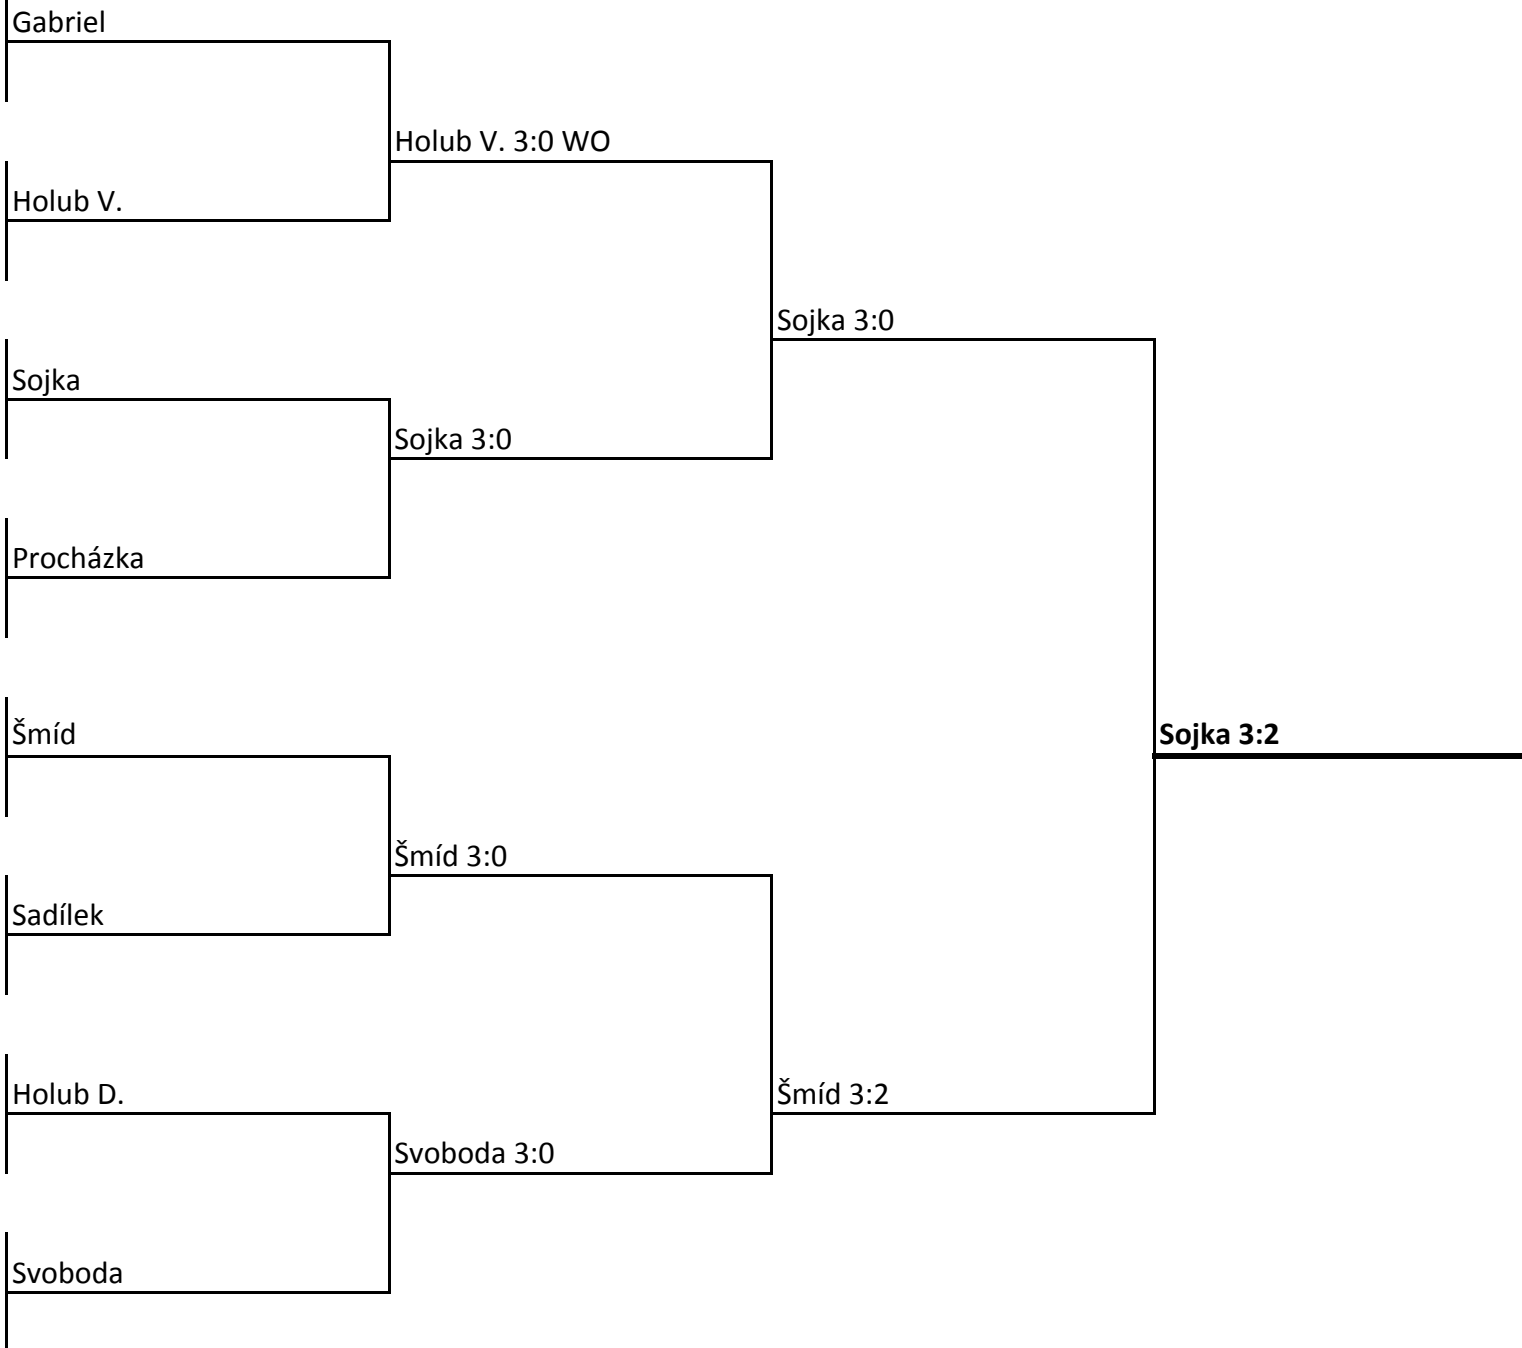 Gabriel
Holub V. 3:0 WO
Holub V.
Sojka 3:0
Sojka
Sojka 3:0
Procházka
Šmíd
Sojka 3:2
Šmíd 3:0
Sadílek
Holub D.
Šmíd 3:2
Svoboda 3:0
Svoboda